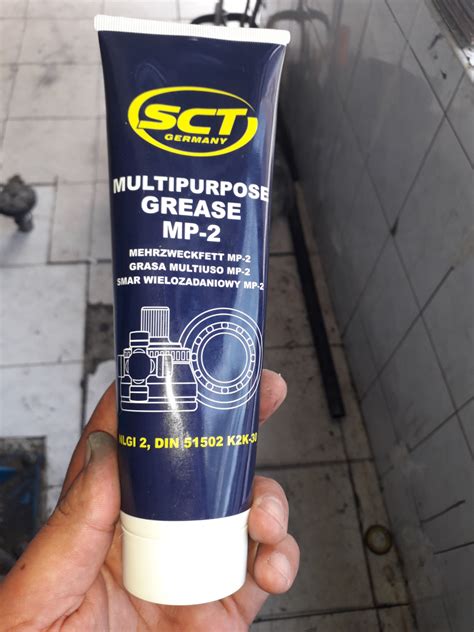 SCT
GERMANY
MULTIPURPOSE
GREASE
MP-2
MEHRZWECKFETT MP-2
GRASA MULTIUSO MP-2
SMAR WIELOZADANIOWY MP-2
NLGI 2, DIN 51502 K2K-30